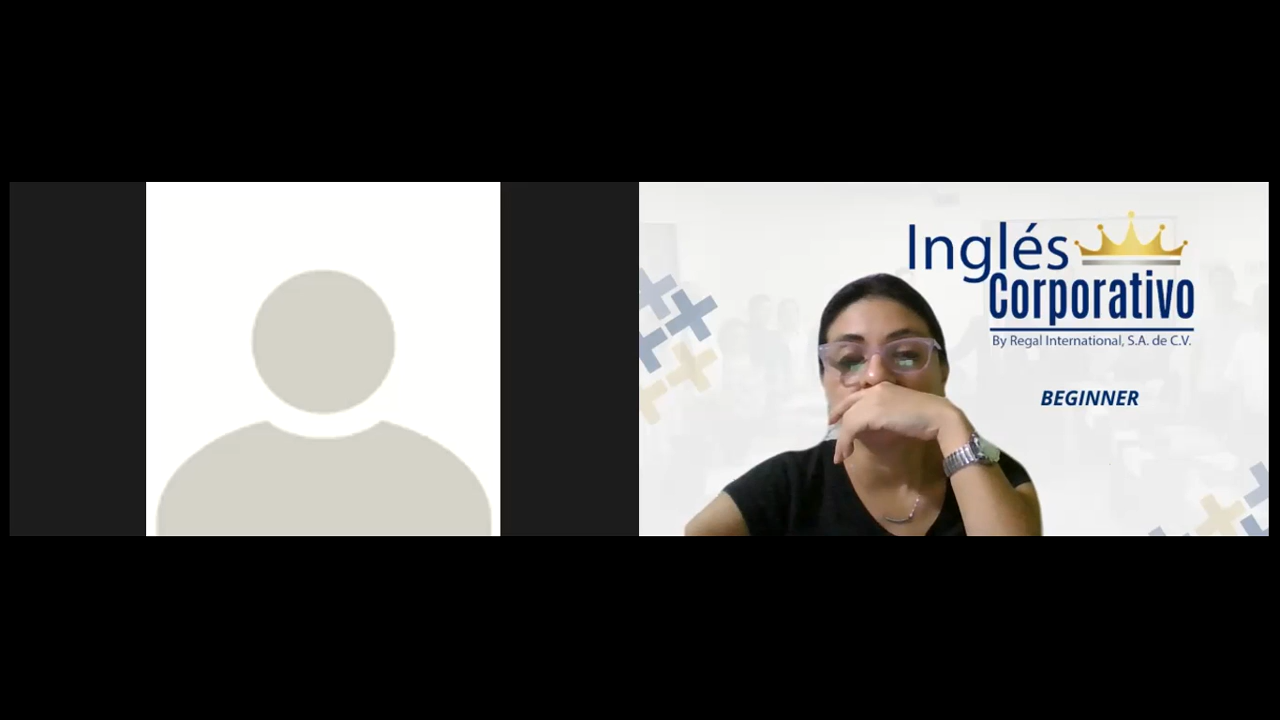 Inglés
Corporativo
By Regal International, S.A. de C.V.
BEGINNER